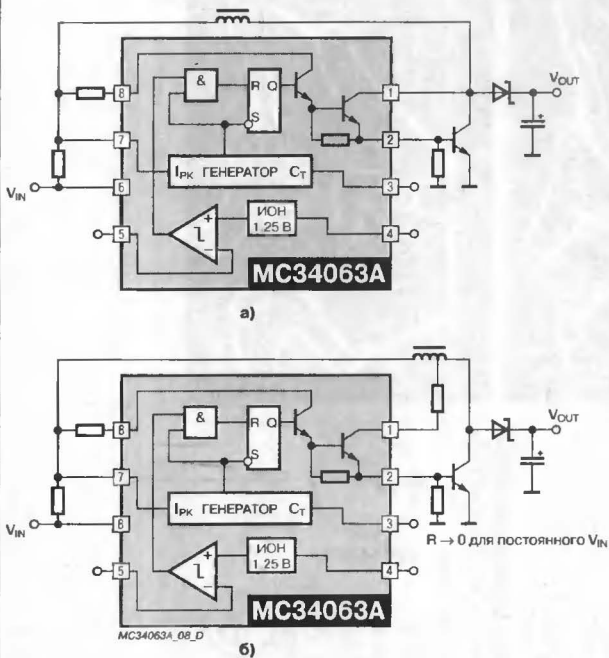 8
&
R Q
S
1
V_OUT
7
2
V_IN
6
I_PK ГЕНЕРАТОР C_T
3
5
+
−
ИОН
1.25 В
4
MC34063A
+
а)
8
&
R Q
S
1
V_OUT
7
2
V_IN
6
I_PK ГЕНЕРАТОР C_T
3
R → 0 для постоянного V_IN
5
+
−
ИОН
1.25 В
4
MC34063A
+
MC34063A_08_D
б)